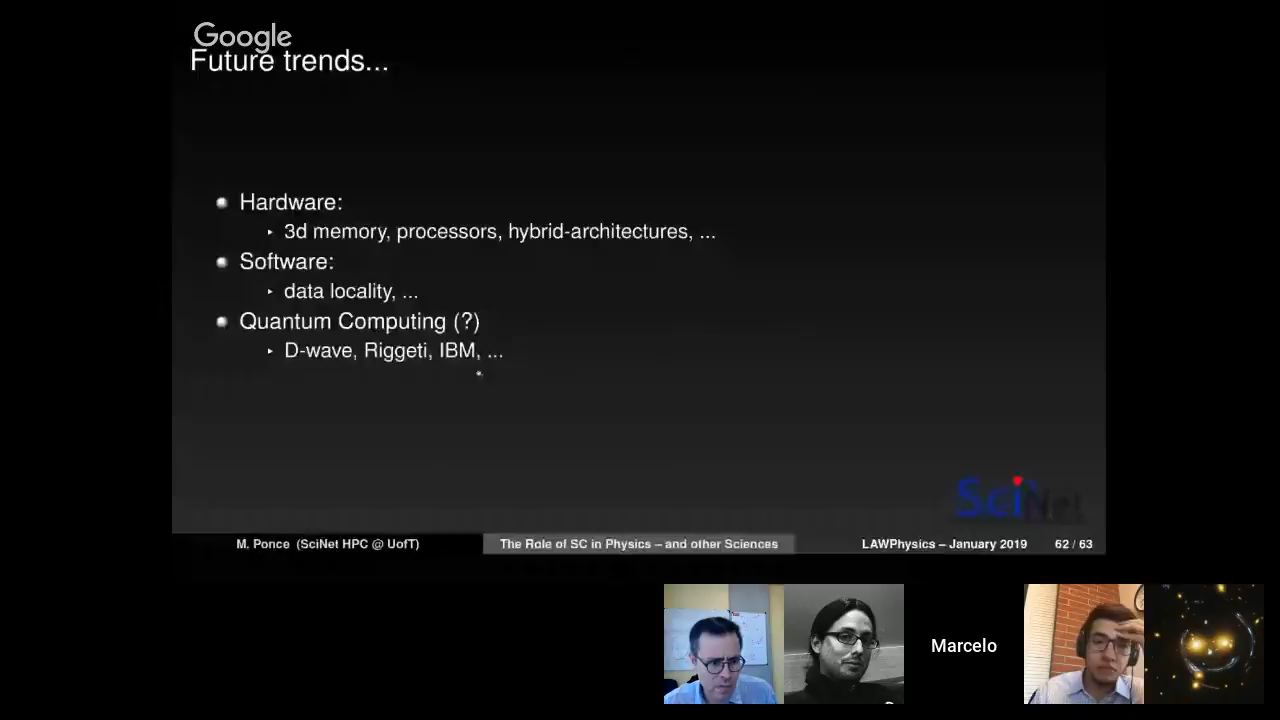 Google
Future trends...
Hardware:
3d memory, processors, hybrid-architectures, ...
Software:
data locality, ...
Quantum Computing (?)
D-wave, Riggeti, IBM, ...
SciNet
M. Ponce (SciNet HPC @ UofT)
The Role of SC in Physics – and other Sciences
LAWPhysics – January 2019
62 / 63
Marcelo